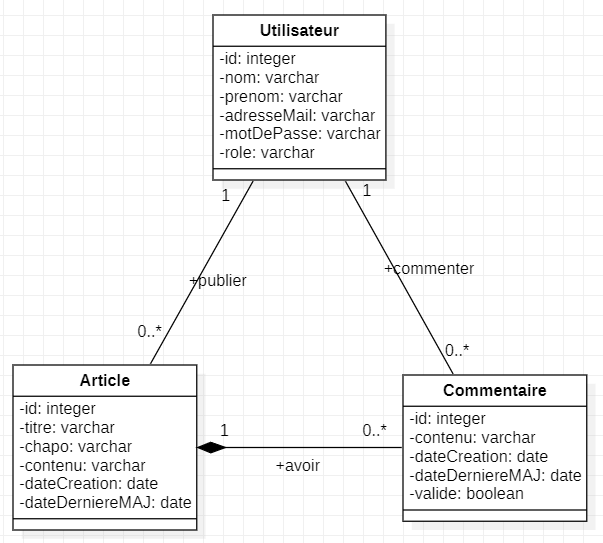 Utilisateur
-id: integer
-nom: varchar
-prenom: varchar
-adresseMail: varchar
-motDePasse: varchar
-role: varchar
1
1
+publier
+commenter
0..*
0..*
Article
-id: integer
-titre: varchar
-chapo: varchar
-contenu: varchar
-dateCreation: date
-dateDerniereMAJ: date
1
0..*
+avoir
Commentaire
-id: integer
-contenu: varchar
-dateCreation: date
-dateDerniereMAJ: date
-valide: boolean